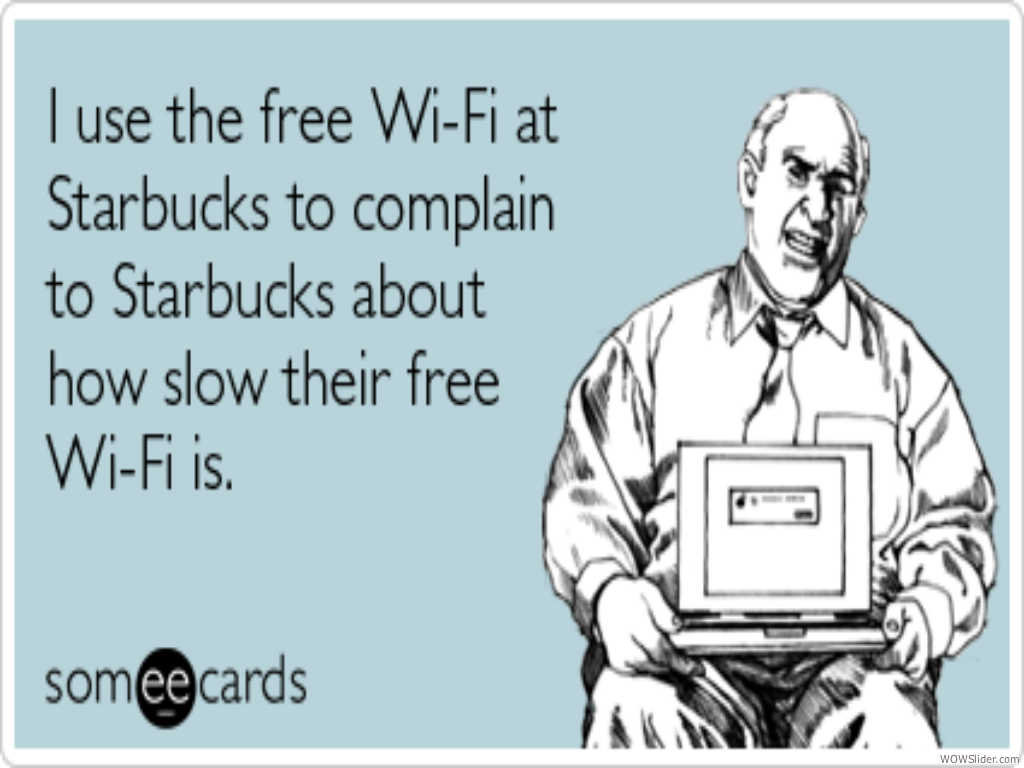 I use the free Wi-Fi at
Starbucks to complain
to Starbucks about
how slow their free
Wi-Fi is.
someecards
WOWSlider.com